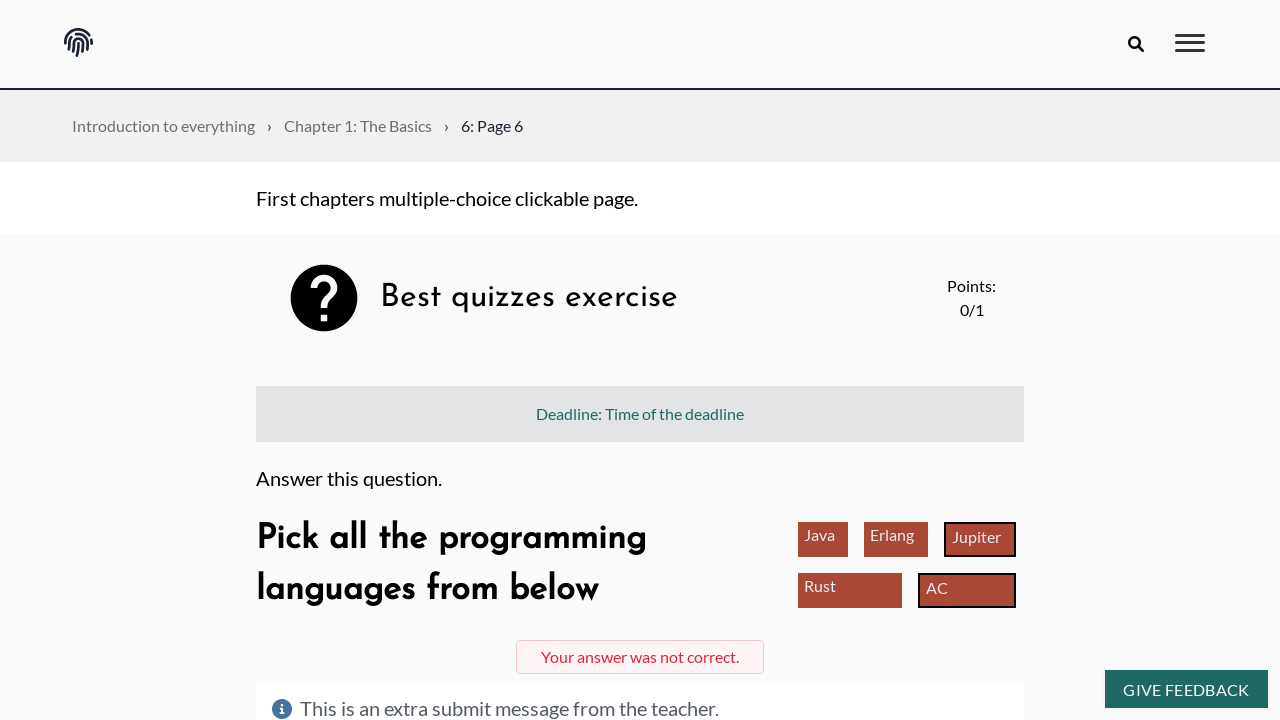 Introduction to everything › Chapter 1: The Basics › 6: Page 6
First chapters multiple-choice clickable page.
Best quizzes exercise
Points:
0/1
Deadline: Time of the deadline
Answer this question.
Pick all the programming
languages from below
Java Erlang Jupiter
Rust AC
Your answer was not correct.
This is an extra submit message from the teacher.
GIVE FEEDBACK